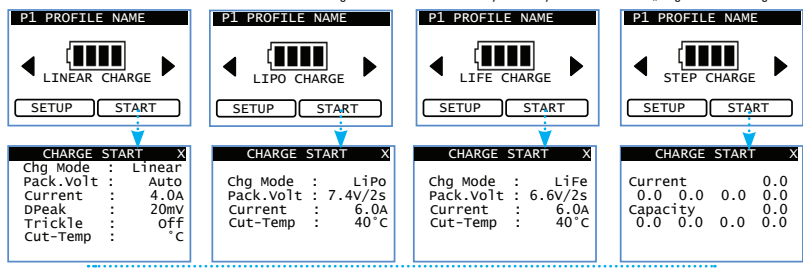 P1 PROFILE NAME
LINEAR CHARGE
SETUP START
P1 PROFILE NAME
LIPO CHARGE
SETUP START
P1 PROFILE NAME
LIFE CHARGE
SETUP START
P1 PROFILE NAME
STEP CHARGE
SETUP START
CHARGE START X
Chg Mode : Linear
Pack.Volt : Auto
Current : 4.0A
DPeak : 20mV
Trickle : off
Cut-Temp : °C
CHARGE START X
Chg Mode : LiPo
Pack.Volt : 7.4V/2s
Current : 6.0A
Cut-Temp : 40°C
CHARGE START X
Chg Mode : LiFe
Pack.Volt : 6.6V/2s
Current : 6.0A
Cut-Temp : 40°C
CHARGE START X
Current 0.0
0.0 0.0 0.0 0.0
Capacity 0.0
0.0 0.0 0.0 0.0